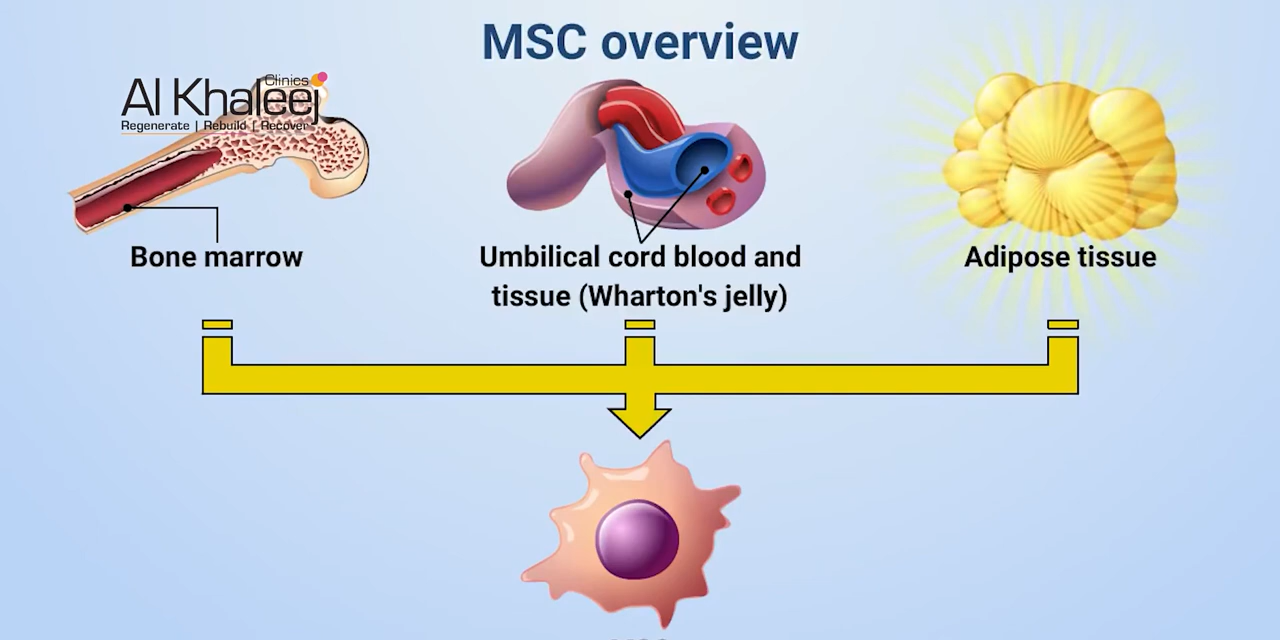 MSC overview
Clinics
Al Khaleej
Regenerate | Rebuild | Recover
Bone marrow
Umbilical cord blood and
tissue (Wharton's jelly)
Adipose tissue